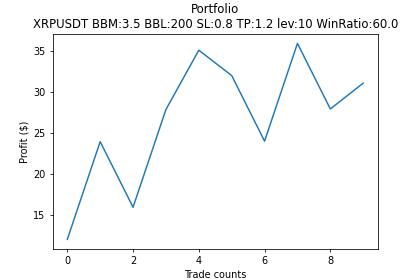 Portfolio
XRPUSDT BBM:3.5 BBL:200 SL:0.8 TP:1.2 lev:10 WinRatio:60.0
35
30
25
20
15
Profit ($)
0 2 4 6 8
Trade counts